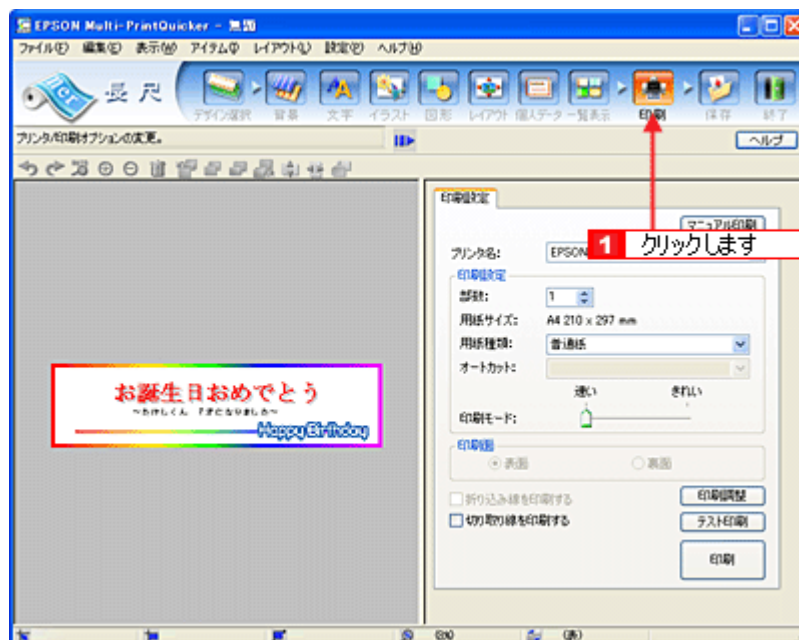 EPSON Multi-PrintQuicker - 無題
ファイル(F) 編集(E) 表示(W) アイテム(I) レイアウト(L) 設定(C) ヘルプ(H)
長尺
デザイン選択 背景 文字 イラスト 図形 レイアウト 個人データ 一覧表示 印刷 保存 終了
プリンタ/印刷オプションの変更。
ヘルプ
印刷設定
マニュアル印刷
1 クリックします
プリンタ名: EPSON
印刷設定
部数: 1
用紙サイズ: A4 210 x 297 mm
用紙種類: 普通紙
オートカット:
速い きれい
印刷モード:
印刷面
表面 裏面
折り込み線を印刷する
印刷調整
切り取り線を印刷する
テスト印刷
印刷
お誕生日おめでとう
Happy Birthday
(表)